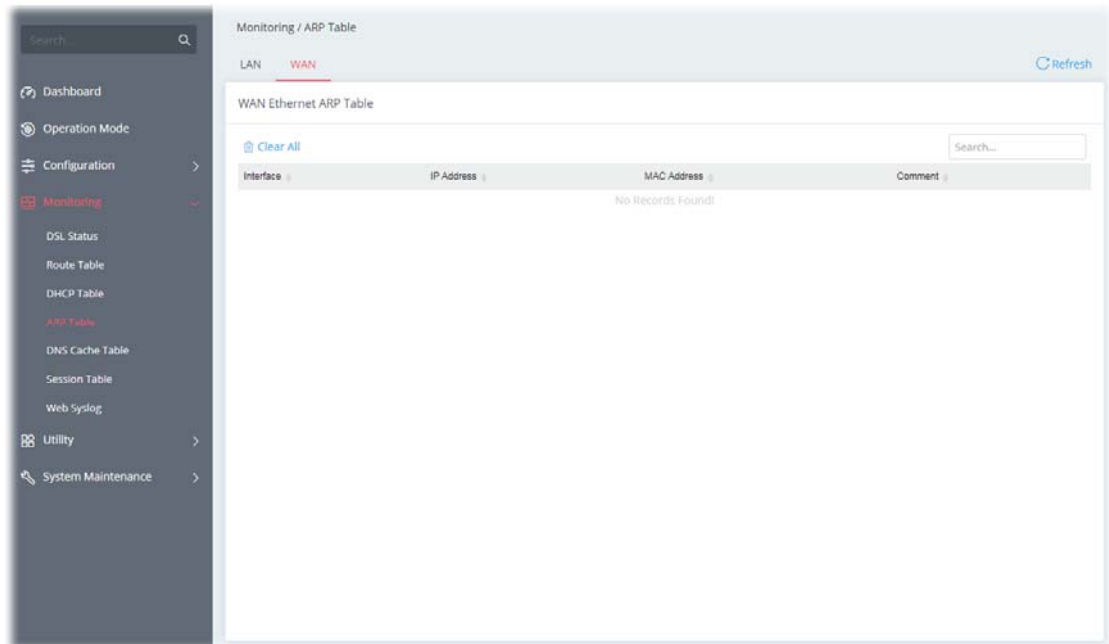 Search...
Monitoring / ARP Table
LAN WAN
Refresh
Dashboard
Operation Mode
Configuration
Monitoring
DSL Status
Route Table
DHCP Table
ARP Table
DNS Cache Table
Session Table
Web Syslog
Utility
System Maintenance
WAN Ethernet ARP Table
Clear All
Search...
Interface IP Address MAC Address Comment
No Records Found!